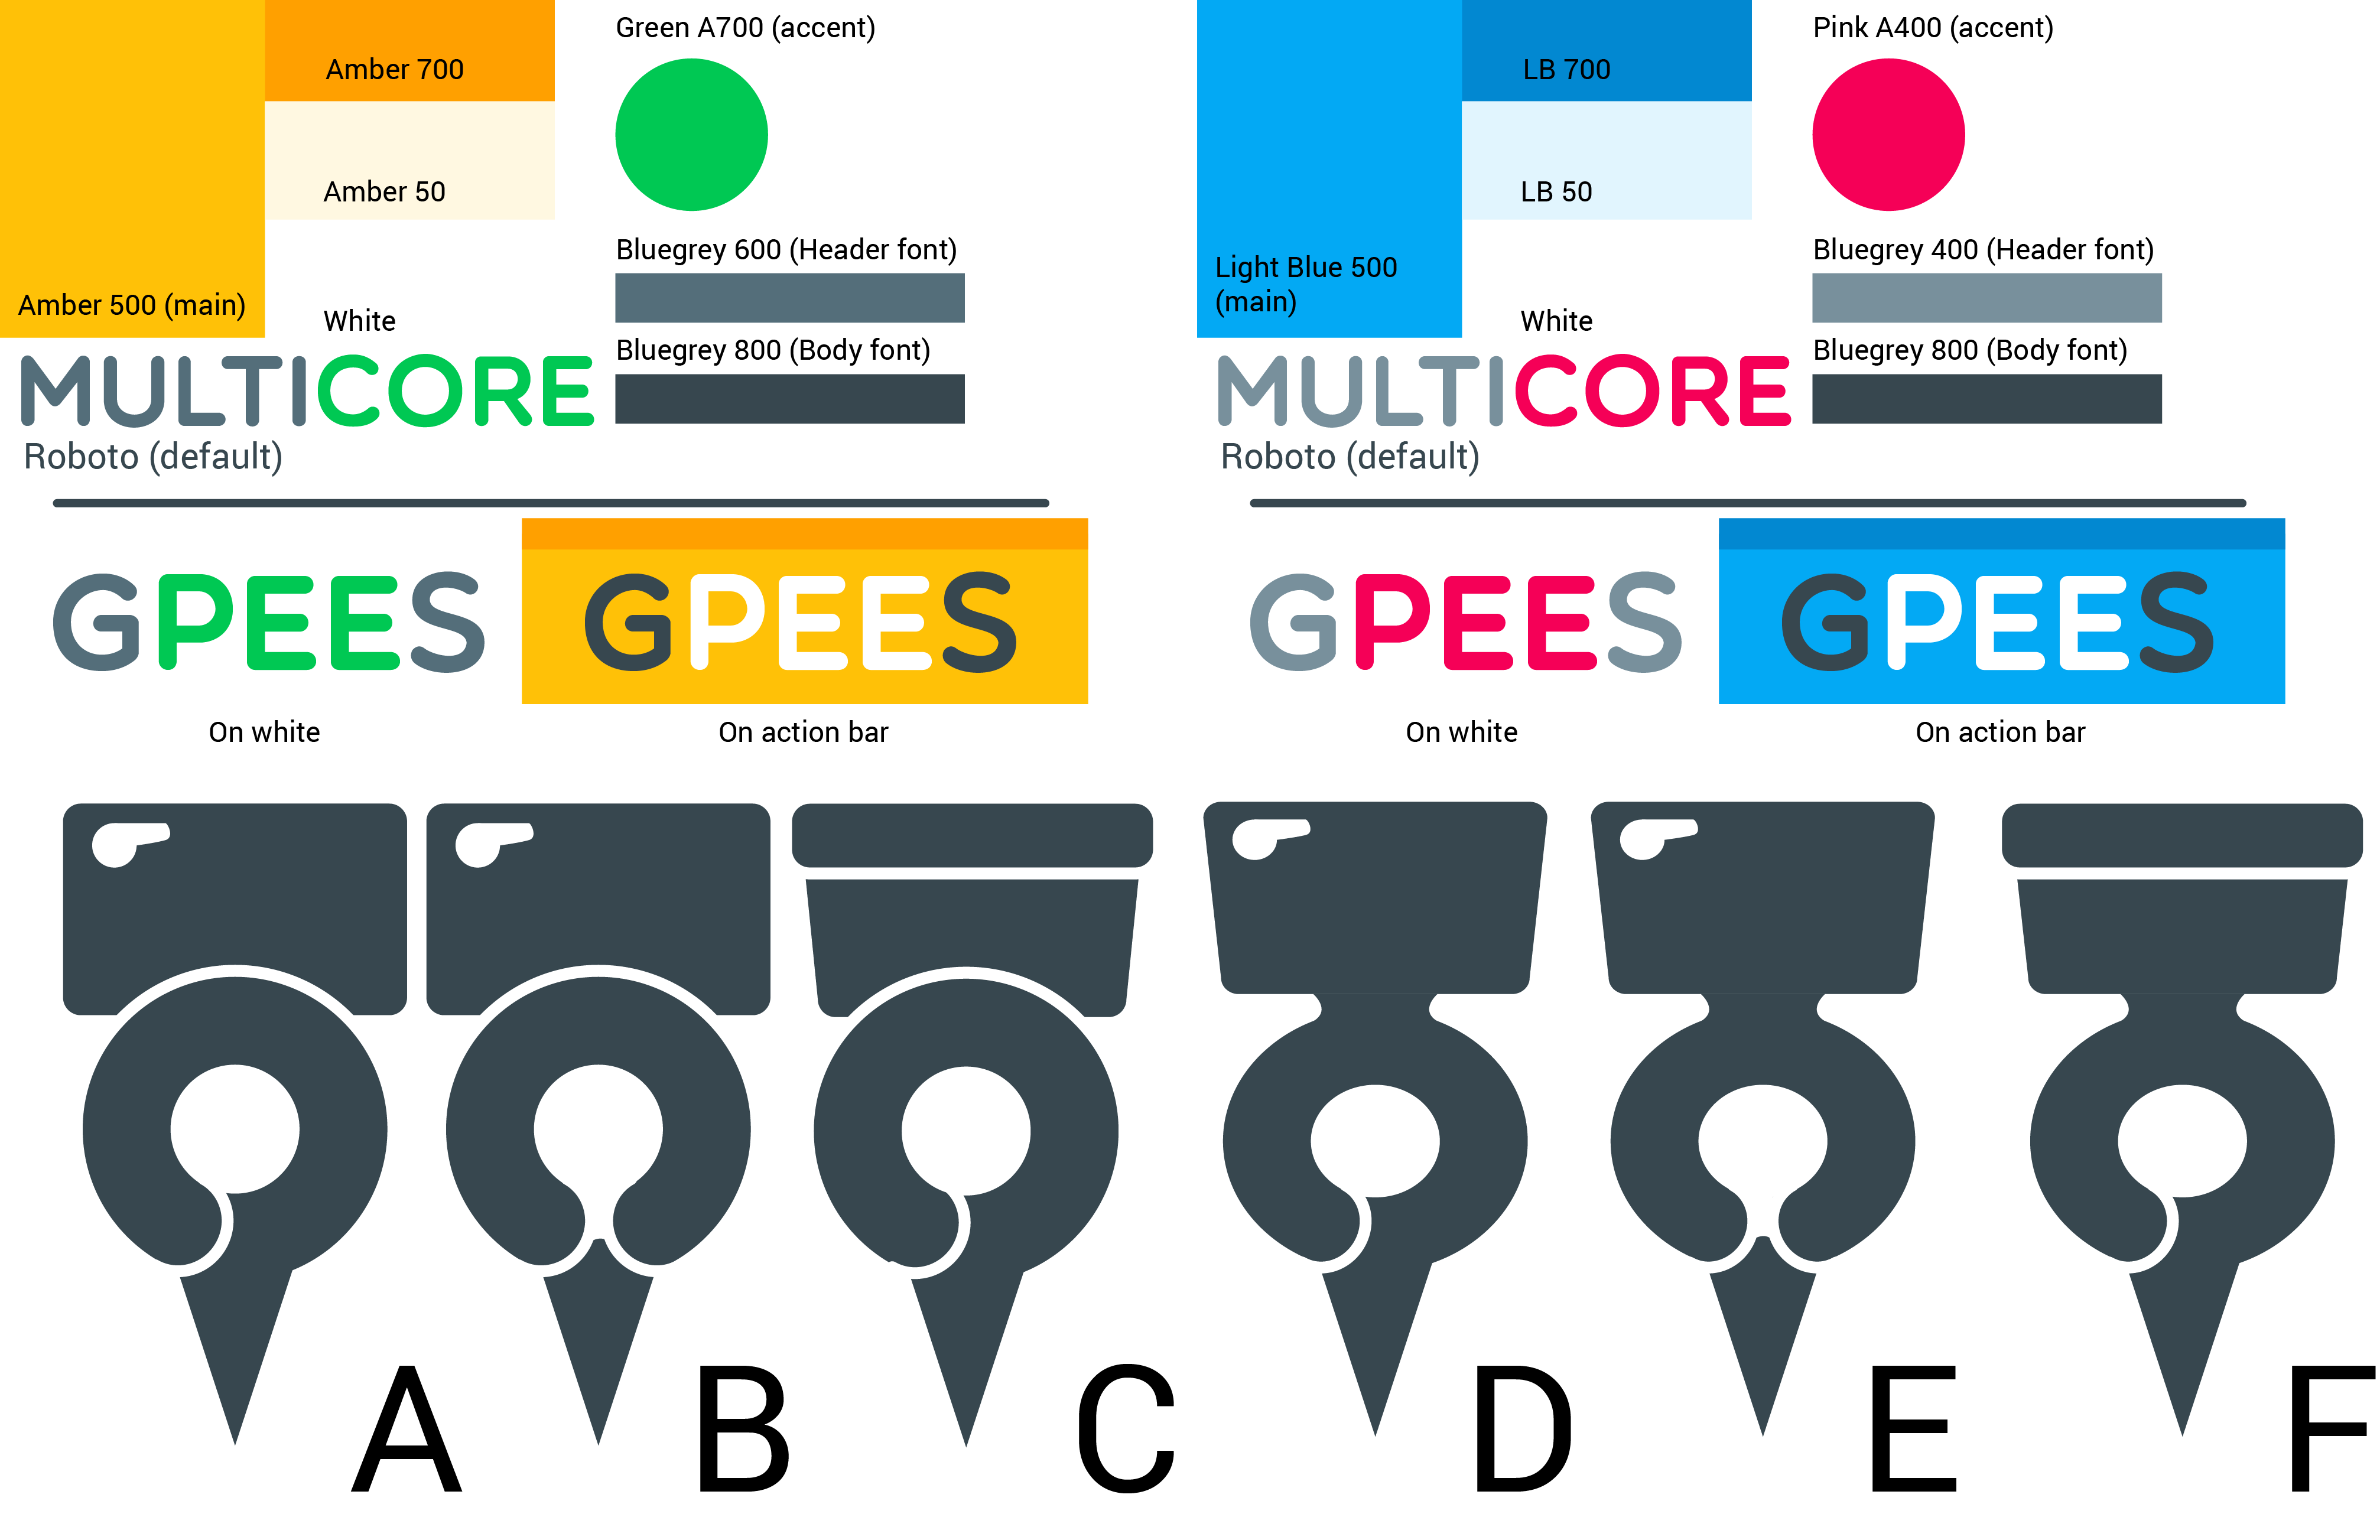 Amber 500 (main)
Amber 700
Amber 50
White
Green A700 (accent)
Bluegrey 600 (Header font)
Bluegrey 800 (Body font)
MULTICORE
Roboto (default)
GPEES
On white
GPEES
On action bar
Light Blue 500
(main)
LB 700
LB 50
White
Pink A400 (accent)
Bluegrey 400 (Header font)
Bluegrey 800 (Body font)
MULTICORE
Roboto (default)
GPEES
On white
GPEES
On action bar
A
B
C
D
E
F